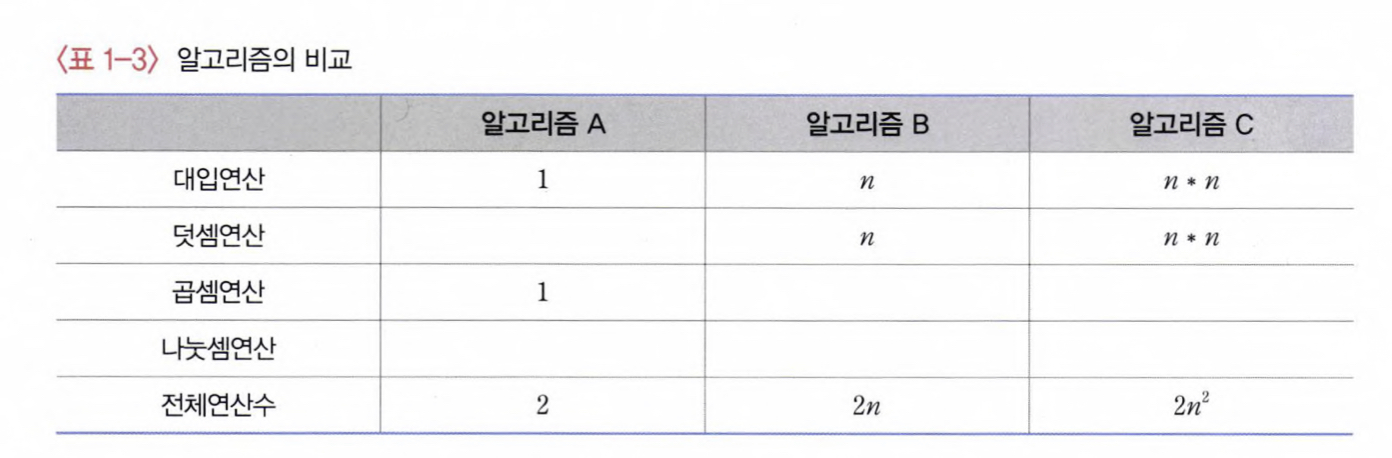 〈표 1-3〉 알고리즘의 비교
알고리즘 A 알고리즘 B 알고리즘 C
대입연산 1 n n * n
덧셈연산 n n * n
곱셈연산 1
나눗셈연산
전체연산수 2 2n 2n²